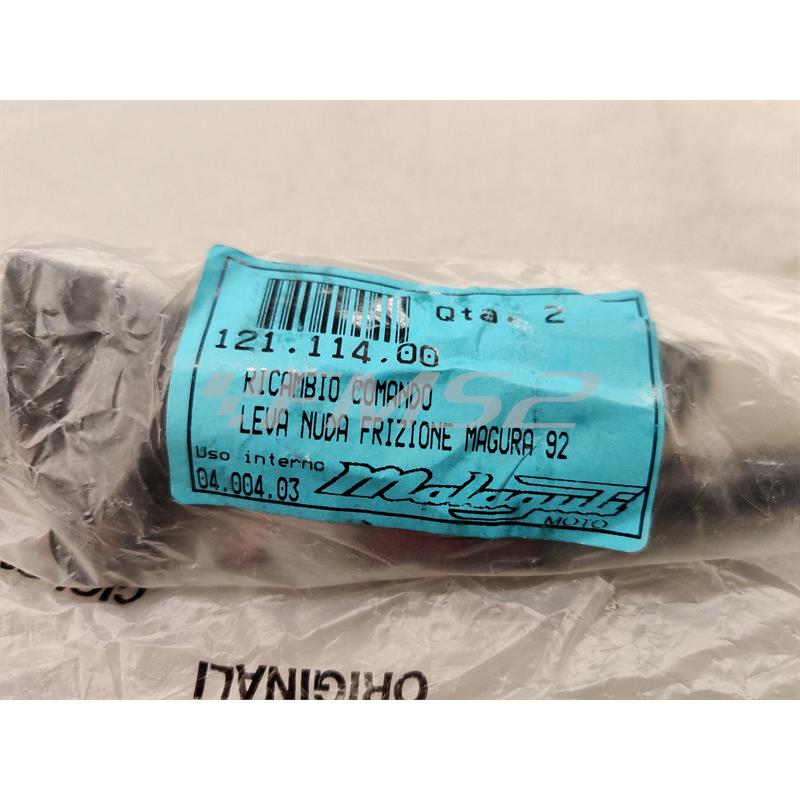 Qta. 2
121.114.00
RICAMBIO COMANDO
LEVA NUDA FRIZIONE MAGURA 92
Uso interno
04.004.03 Malaguti
MOTO
ORIGINALI